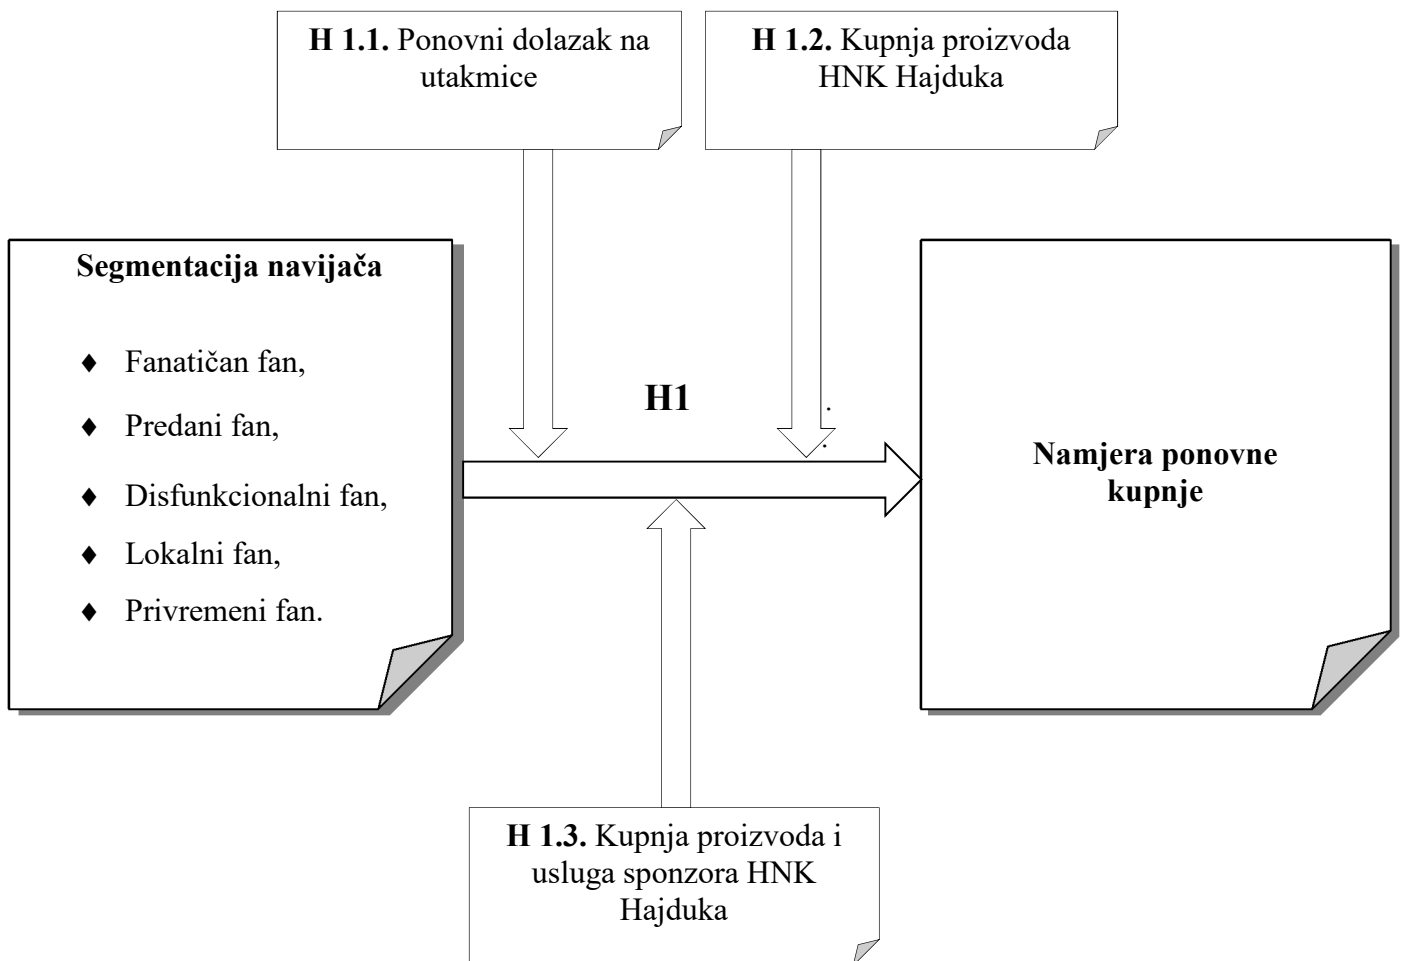 H 1.1. Ponovni dolazak na
utakmice
H 1.2. Kupnja proizvoda
HNK Hajduka
Segmentacija navijača
♦ Fanatičan fan,
♦ Predani fan,
♦ Disfunkcionalni fan,
♦ Lokalni fan,
♦ Privremeni fan.
H1
.
.
Namjera ponovne
kupnje
H 1.3. Kupnja proizvoda i
usluga sponzora HNK
Hajduka